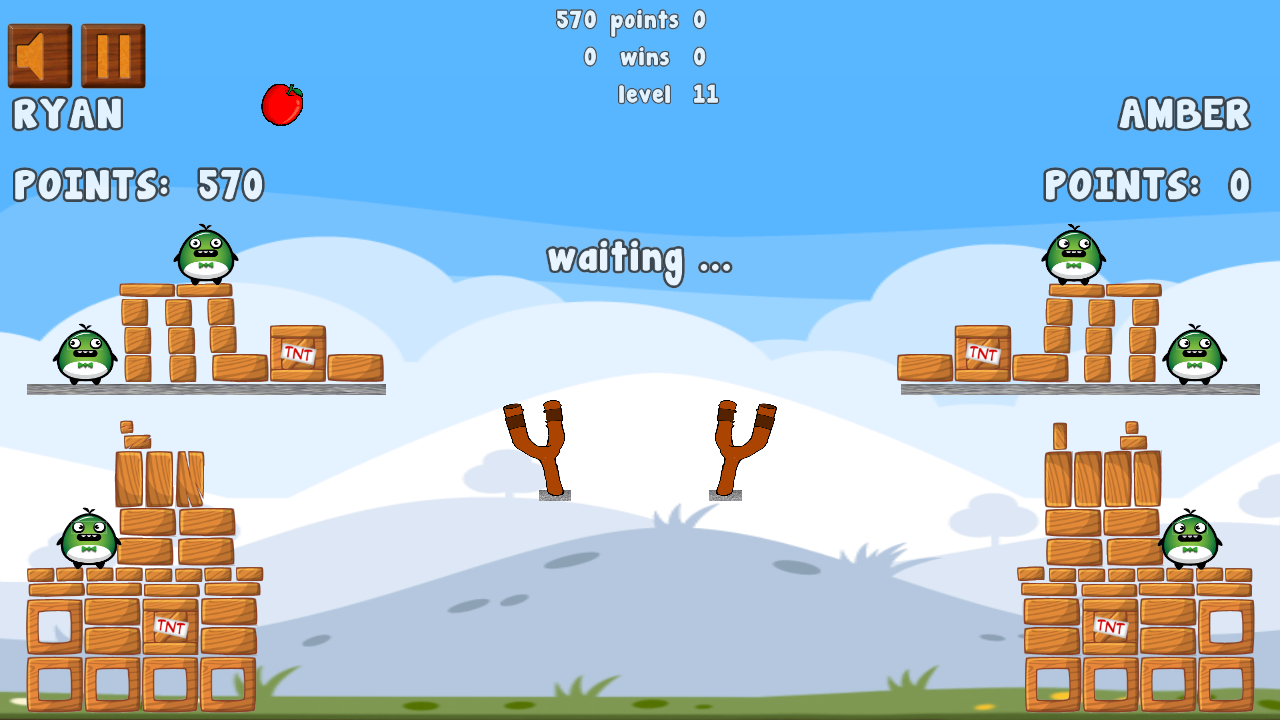 570 points 0
0 wins 0
level 11
RYAN
AMBER
POINTS: 570
POINTS: 0
waiting ...
TNT
TNT
TNT
TNT